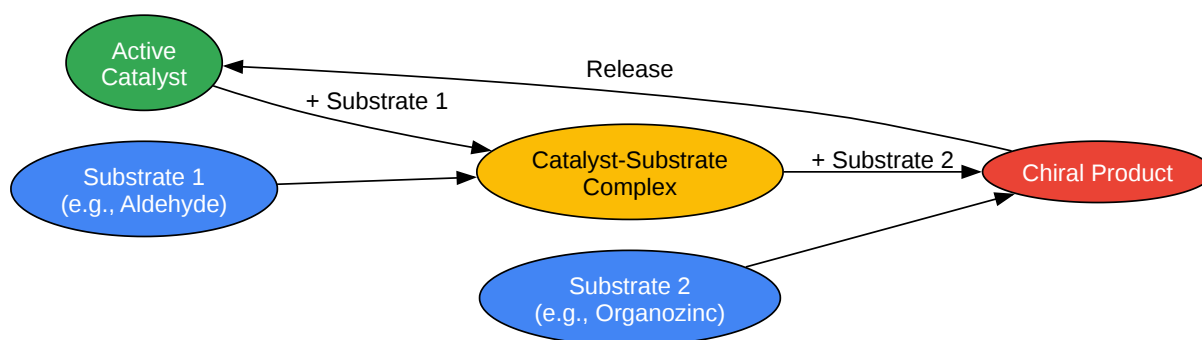 Active
Catalyst
Release
+ Substrate 1
Substrate 1
(e.g., Aldehyde)
Catalyst-Substrate
Complex
+ Substrate 2
Chiral Product
Substrate 2
(e.g., Organozinc)